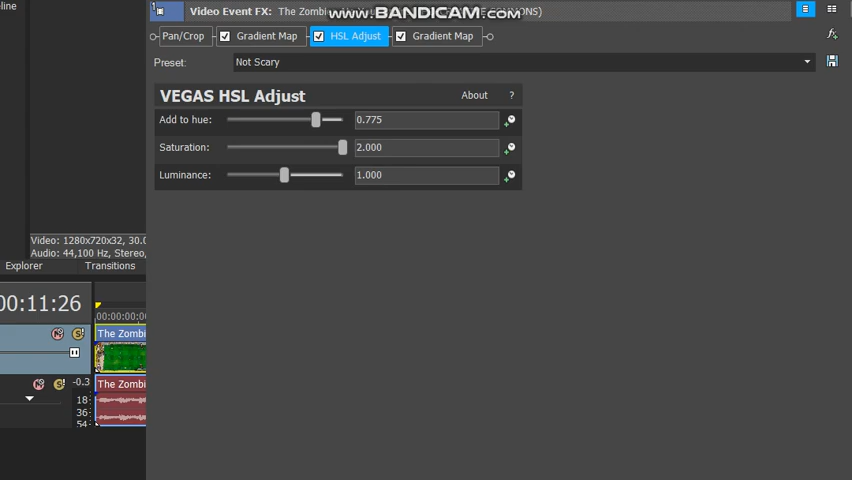 eline
Video Event FX: The Zombi
www.BANDICAM.com
Pan/Crop Gradient Map HSL Adjust Gradient Map
Preset: Not Scary
VEGAS HSL Adjust About ?
Add to hue: 0.775
Saturation: 2.000
Luminance: 1.000
Video: 1280x720x32, 30.0
Audio: 44,100 Hz, Stereo,
Explorer Transitions
00:11:26
00:00:00:0
The Zombi
The Zombi
-0.3
18
36
54